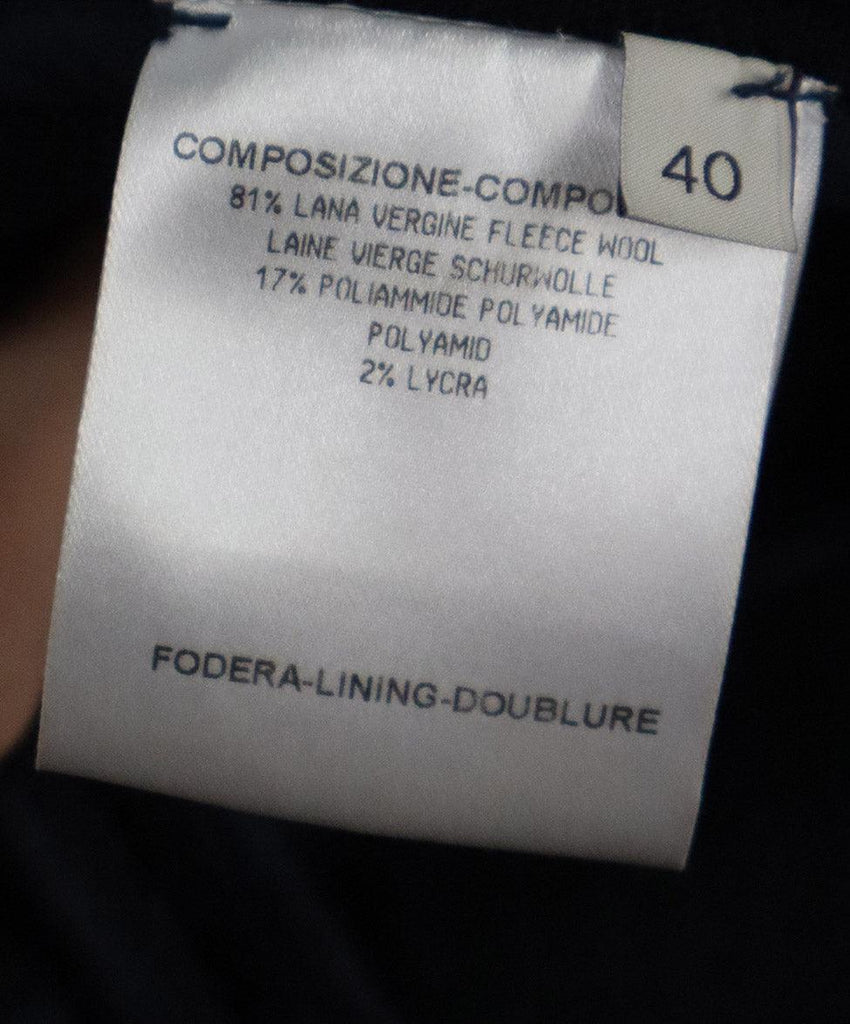 40
COMPOSIZIONE-COMPO
81% LANA VERGINE FLEECE WOOL
LAINE VIERGE SCHURWOLLE
17% POLIAMMIDE POLYAMIDE
POLYAMID
2% LYCRA
FODERA-LINING-DOUBLURE